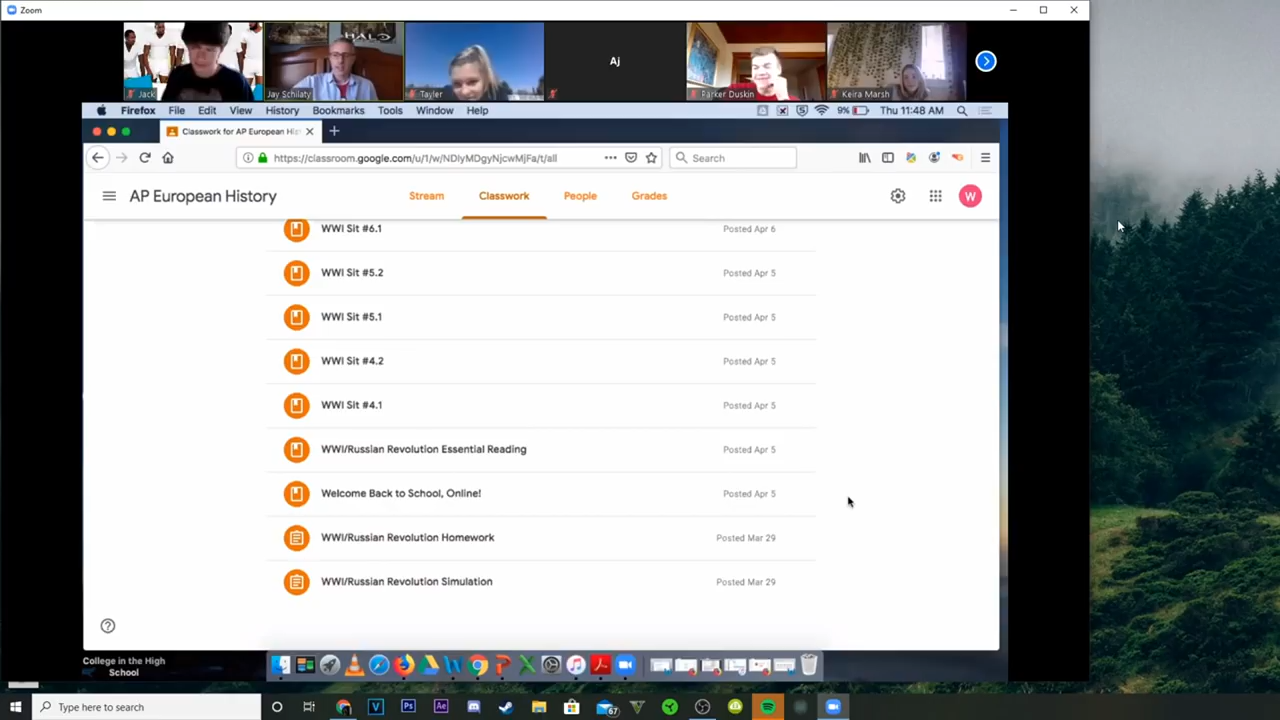 Zoom
HALO
Jack
Jay Schilaty
Tayler
Aj
Parker Duskin
Keira Marsh
Firefox File Edit View History Bookmarks Tools Window Help 9% Thu 11:48 AM
Classwork for AP European His
https://classroom.google.com/u/1/w/NDIyMDgyNjcwMjFa/t/all
Search
AP European History
Stream Classwork People Grades
W
WWI Sit #6.1 Posted Apr 6
WWI Sit #5.2 Posted Apr 5
WWI Sit #5.1 Posted Apr 5
WWI Sit #4.2 Posted Apr 5
WWI Sit #4.1 Posted Apr 5
WWI/Russian Revolution Essential Reading Posted Apr 5
Welcome Back to School, Online! Posted Apr 5
WWI/Russian Revolution Homework Posted Mar 29
WWI/Russian Revolution Simulation Posted Mar 29
College in the High
School
Type here to search
V Ps Ae 67